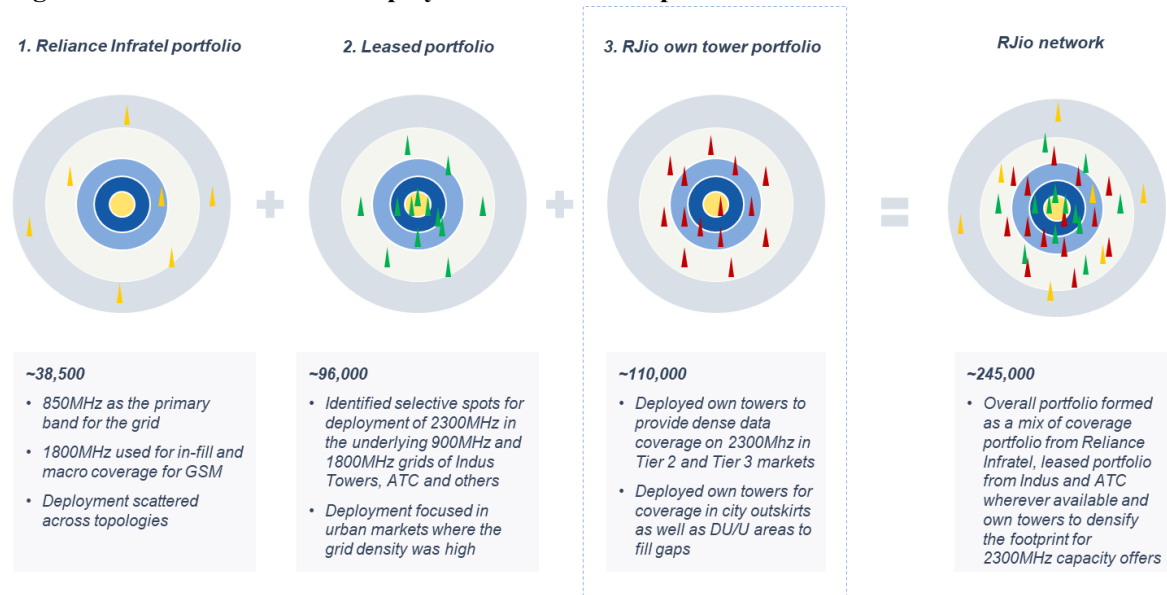 1. Reliance Infratel portfolio
2. Leased portfolio
3. RJio own tower portfolio
RJio network
~38,500
• 850MHz as the primary
band for the grid
• 1800MHz used for in-fill and
macro coverage for GSM
• Deployment scattered
across topologies
~96,000
• Identified selective spots for
deployment of 2300MHz in
the underlying 900MHz and
1800MHz grids of Indus
Towers, ATC and others
• Deployment focused in
urban markets where the
grid density was high
~110,000
• Deployed own towers to
provide dense data
coverage on 2300Mhz in
Tier 2 and Tier 3 markets
• Deployed own towers for
coverage in city outskirts
as well as DU/U areas to
fill gaps
~245,000
• Overall portfolio formed
as a mix of coverage
portfolio from Reliance
Infratel, leased portfolio
from Indus and ATC
wherever available and
own towers to densify
the footprint for
2300MHz capacity offers